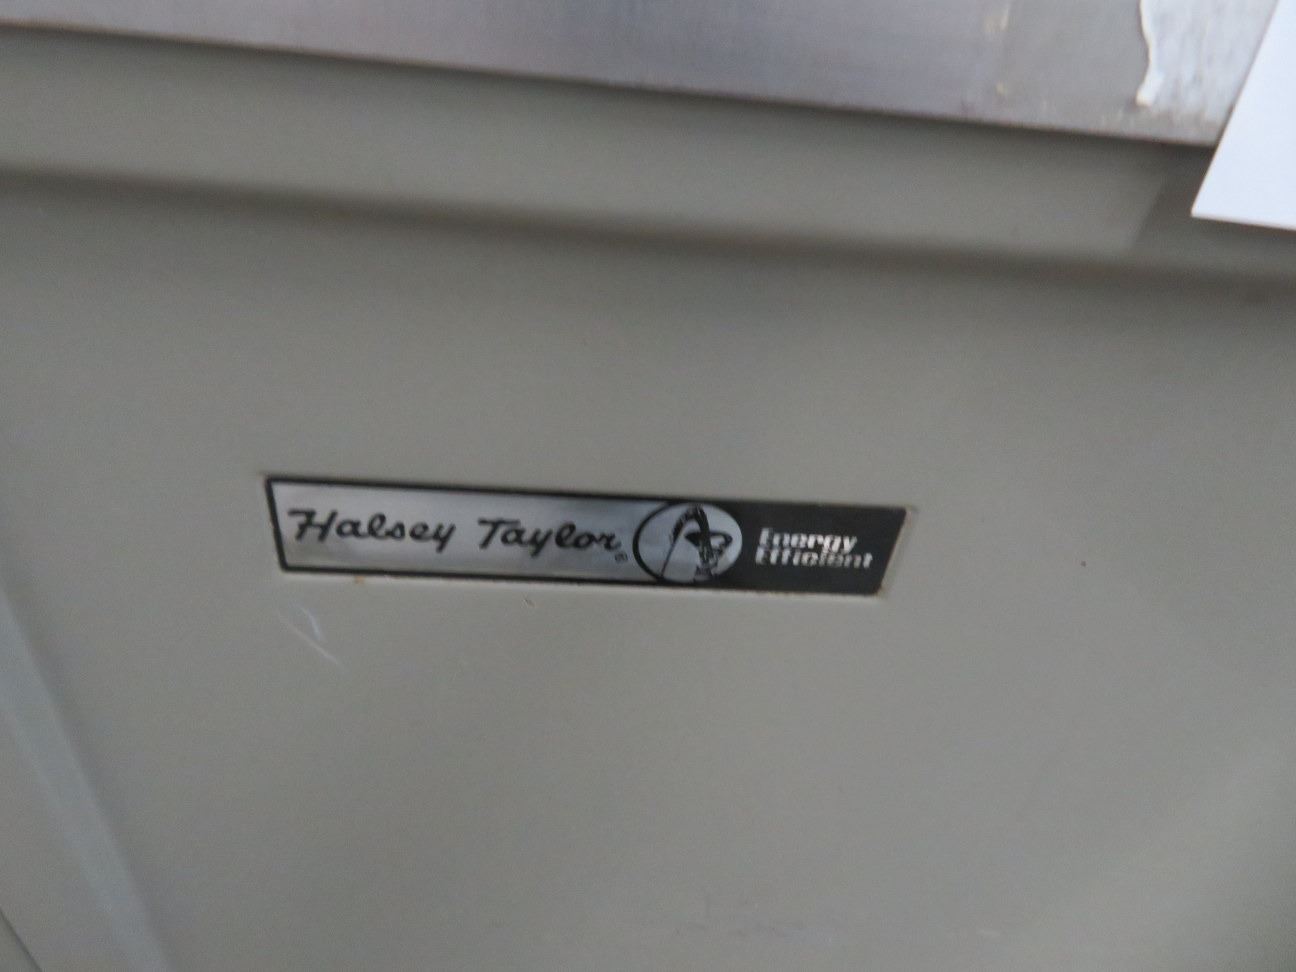 Halsey Taylor®
Energy
Efficient